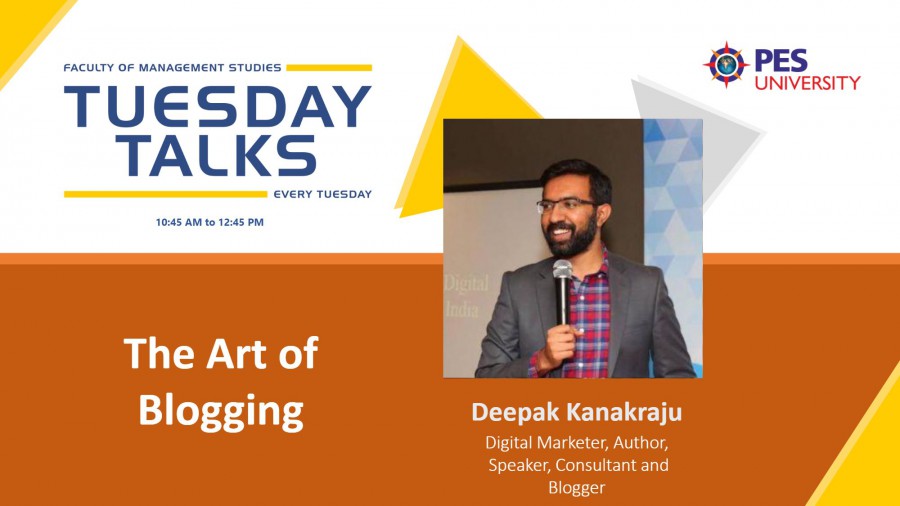 FACULTY OF MANAGEMENT STUDIES
TUESDAY
TALKS
EVERY TUESDAY
10:45 AM to 12:45 PM
PES
UNIVERSITY
Digital
India
The Art of
Blogging
Deepak Kanakraju
Digital Marketer, Author,
Speaker, Consultant and
Blogger